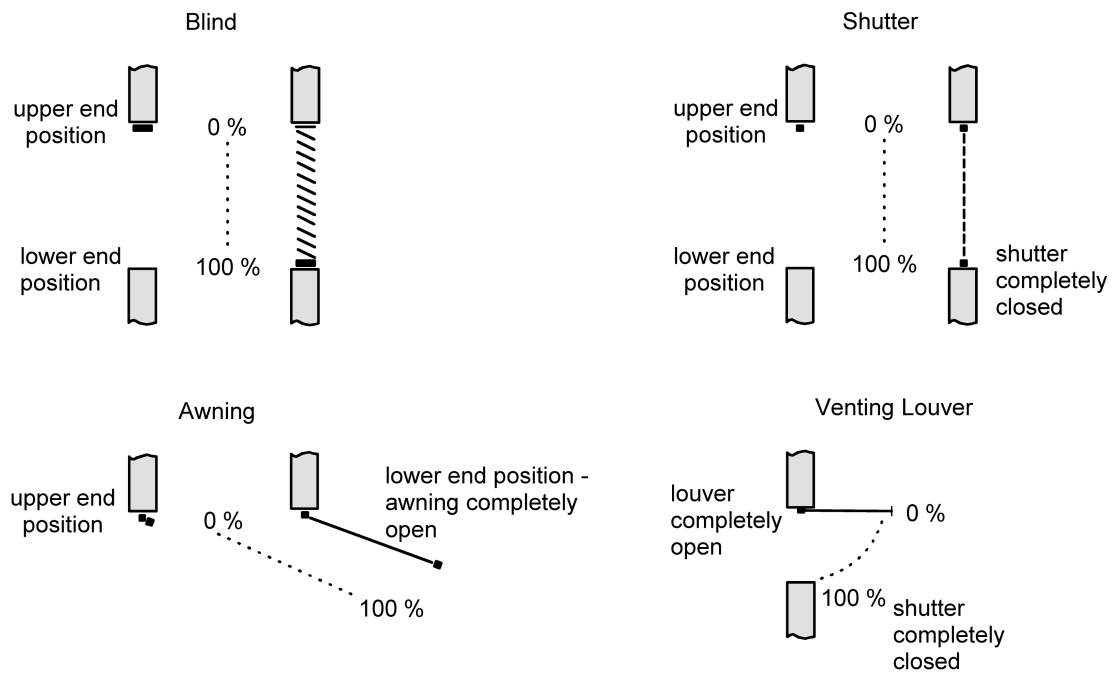 Blind
upper end
position
0 %
lower end
position
100 %
Shutter
upper end
position
0 %
lower end
position
100 %
shutter
completely
closed
Awning
upper end
position
0 %
lower end position -
awning completely
open
100 %
Venting Louver
louver
completely
open
0 %
100 %
shutter
completely
closed